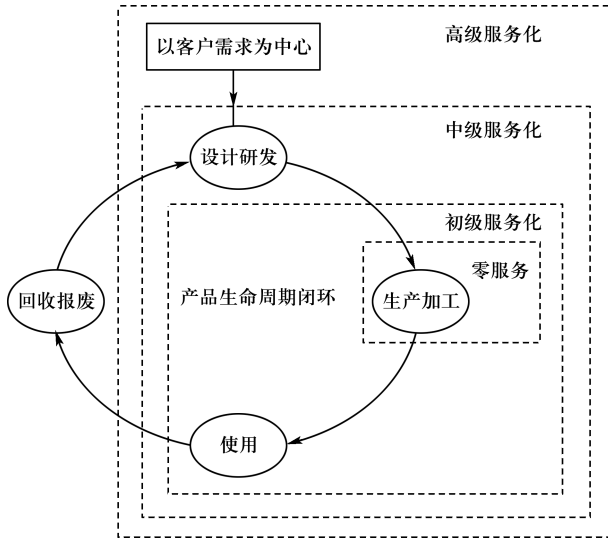 高级服务化
以客户需求为中心
中级服务化
设计研发
初级服务化
零服务
产品生命周期闭环
回收报废
生产加工
使用